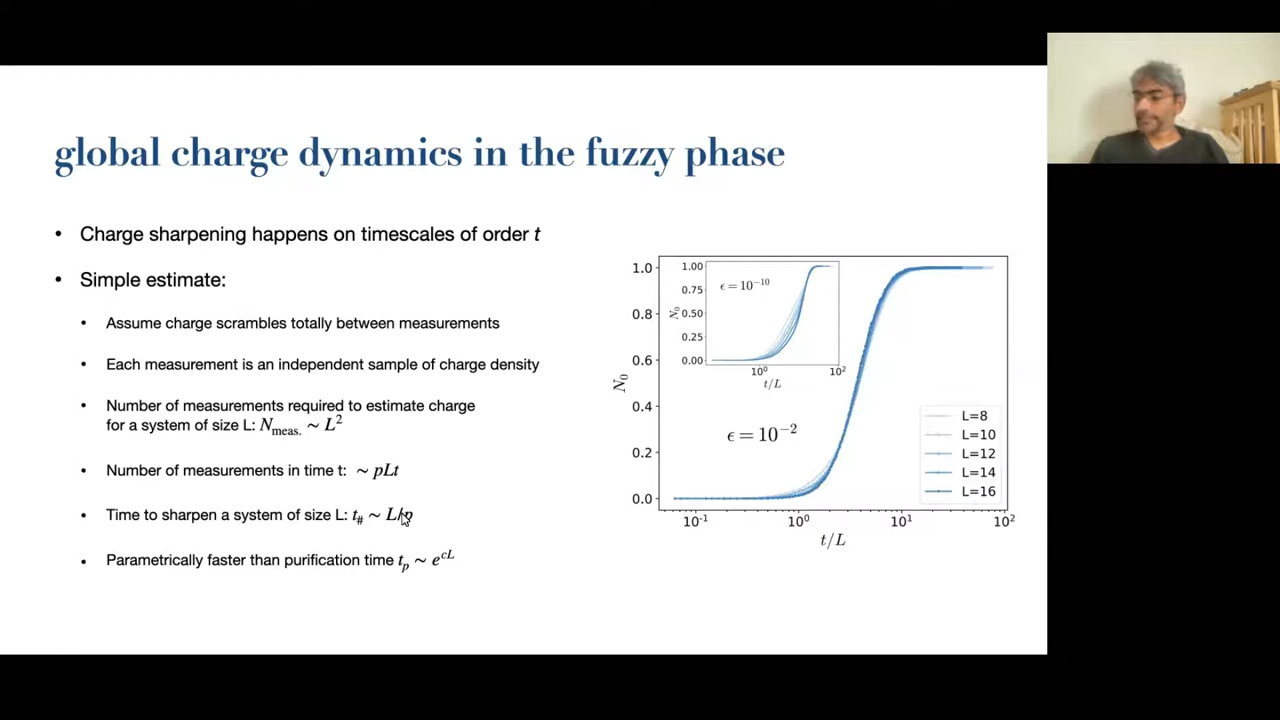 global charge dynamics in the fuzzy phase
• Charge sharpening happens on timescales of order t
• Simple estimate:
• Assume charge scrambles totally between measurements
• Each measurement is an independent sample of charge density
• Number of measurements required to estimate charge
for a system of size L: N_meas. ~ L²
• Number of measurements in time t: ~ pLt
• Time to sharpen a system of size L: t_# ~ L/p
• Parametrically faster than purification time t_p ~ e^{cL}
1.0
0.8
0.6
0.4
0.2
0.0
N₀
10⁻¹ 10⁰ 10¹ 10²
t/L
ϵ = 10⁻²
L=8
L=10
L=12
L=14
L=16
1.00
0.75
0.50
0.25
0.00
N₀
ϵ = 10⁻¹⁰
10⁰ 10²
t/L